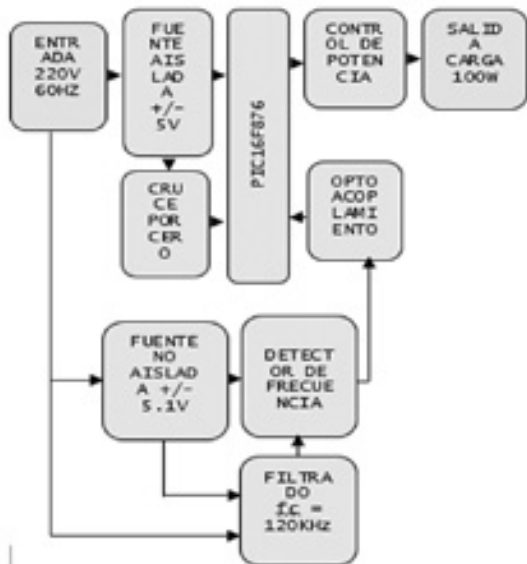 ENTR
ADA
220V
60HZ
FUE
NTE
AIS
LAD
A
+/-
5V
PIC16F876
CONTR
OL DE
POTEN
CIA
SALID
A
CARGA
100W
CRU
CE
POR
CER
O
OPTO
ACOP
LAMI
ENTO
FUENTE
NO
AISLAD
A +/-
5.1V
DETECT
OR DE
FRECUE
NCIA
FILTRA
DO
fc =
120KHz